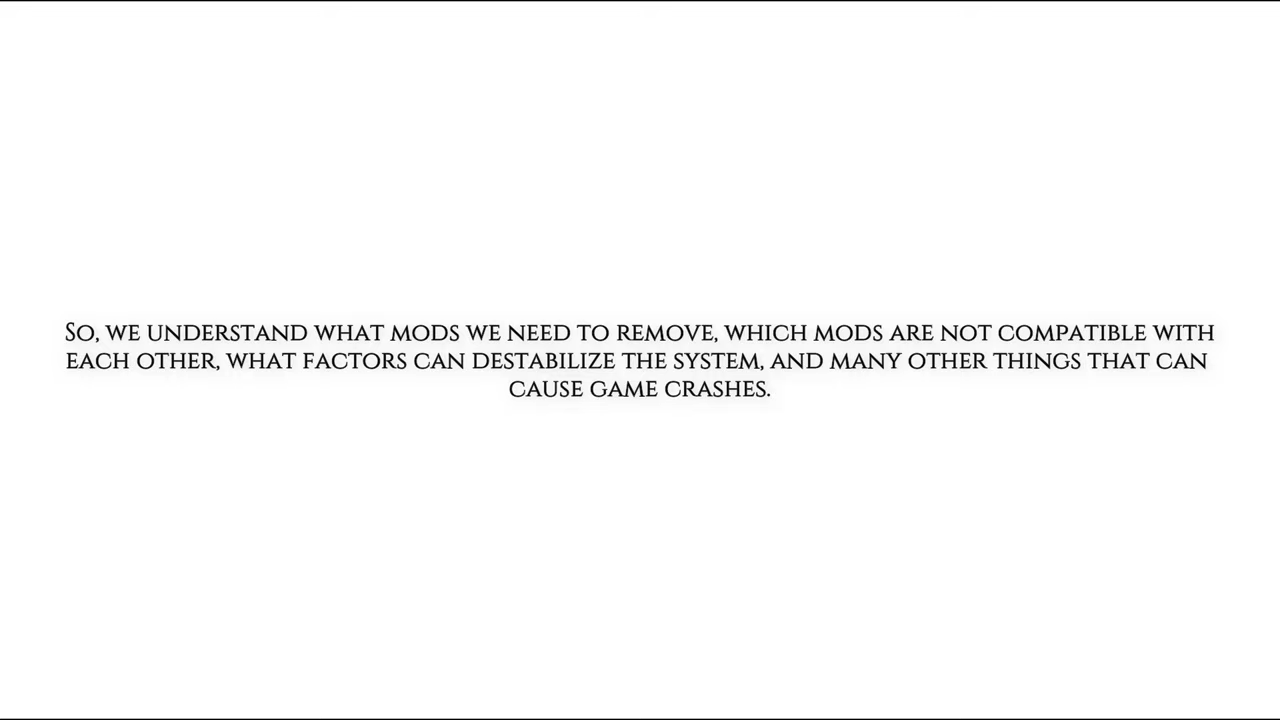 So, we understand what mods we need to remove, which mods are not compatible with
each other, what factors can destabilize the system, and many other things that can
cause game crashes.